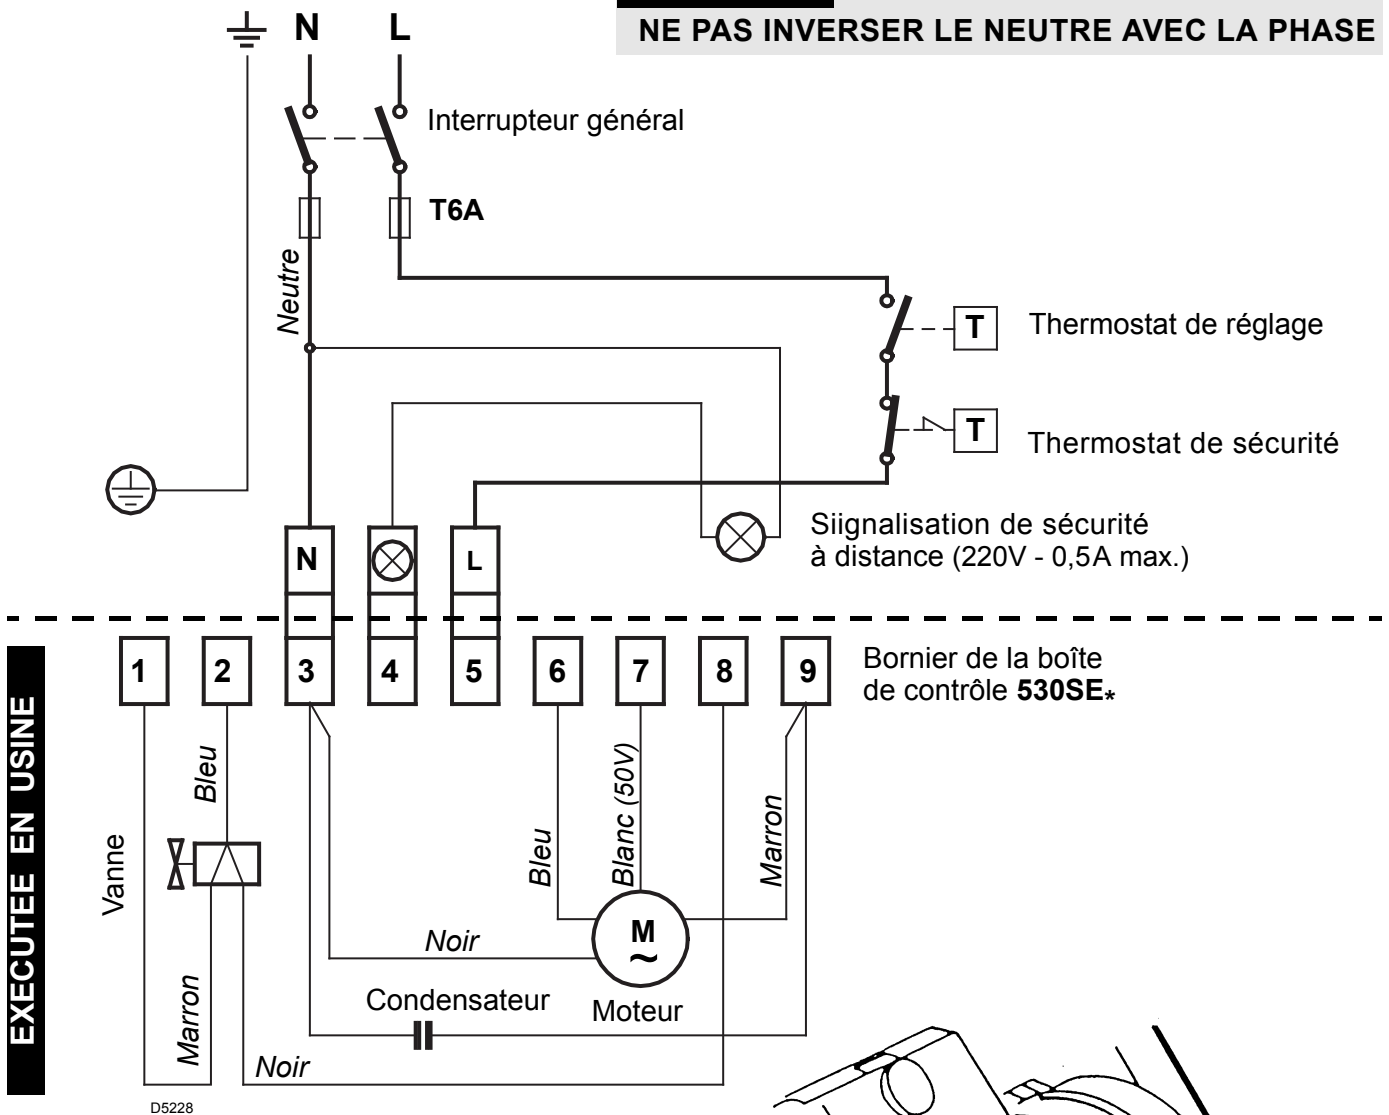 NE PAS INVERSER LE NEUTRE AVEC LA PHASE
N
L
Interrupteur général
T6A
Neutre
T
Thermostat de réglage
T
Thermostat de sécurité
Siignalisation de sécurité
à distance (220V - 0,5A max.)
N
L
1
2
3
4
5
6
7
8
9
Bornier de la boîte
de contrôle 530SE*
EXECUTEE EN USINE
Vanne
Bleu
Marron
Noir
Noir
Bleu
Blanc (50V)
Marron
M
~
Condensateur
Moteur
D5228